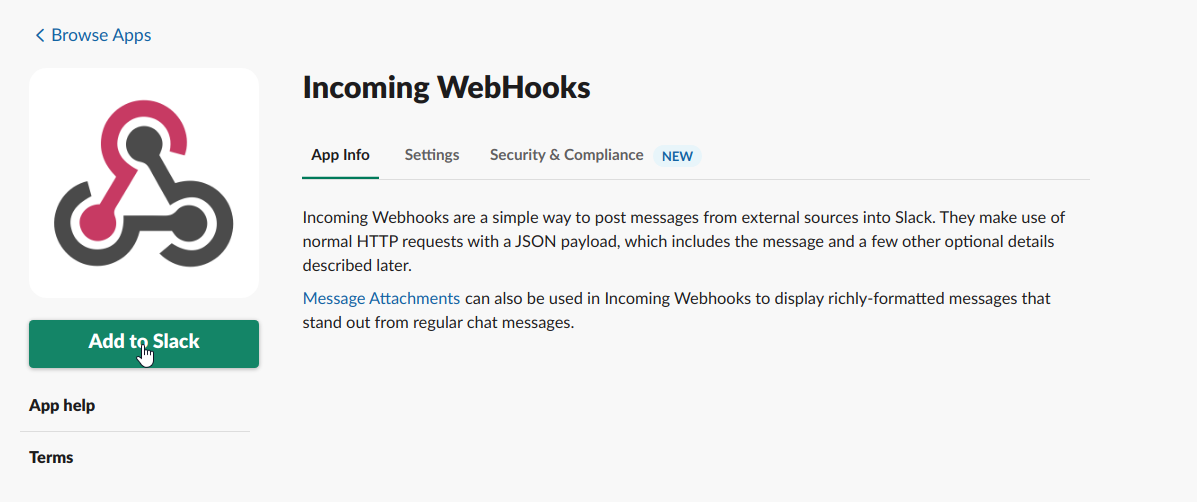 Browse Apps
Incoming WebHooks
App Info
Settings
Security & Compliance
NEW
Incoming Webhooks are a simple way to post messages from external sources into Slack. They make use of
normal HTTP requests with a JSON payload, which includes the message and a few other optional details
described later.
Message Attachments can also be used in Incoming Webhooks to display richly-formatted messages that
stand out from regular chat messages.
Add to Slack
App help
Terms